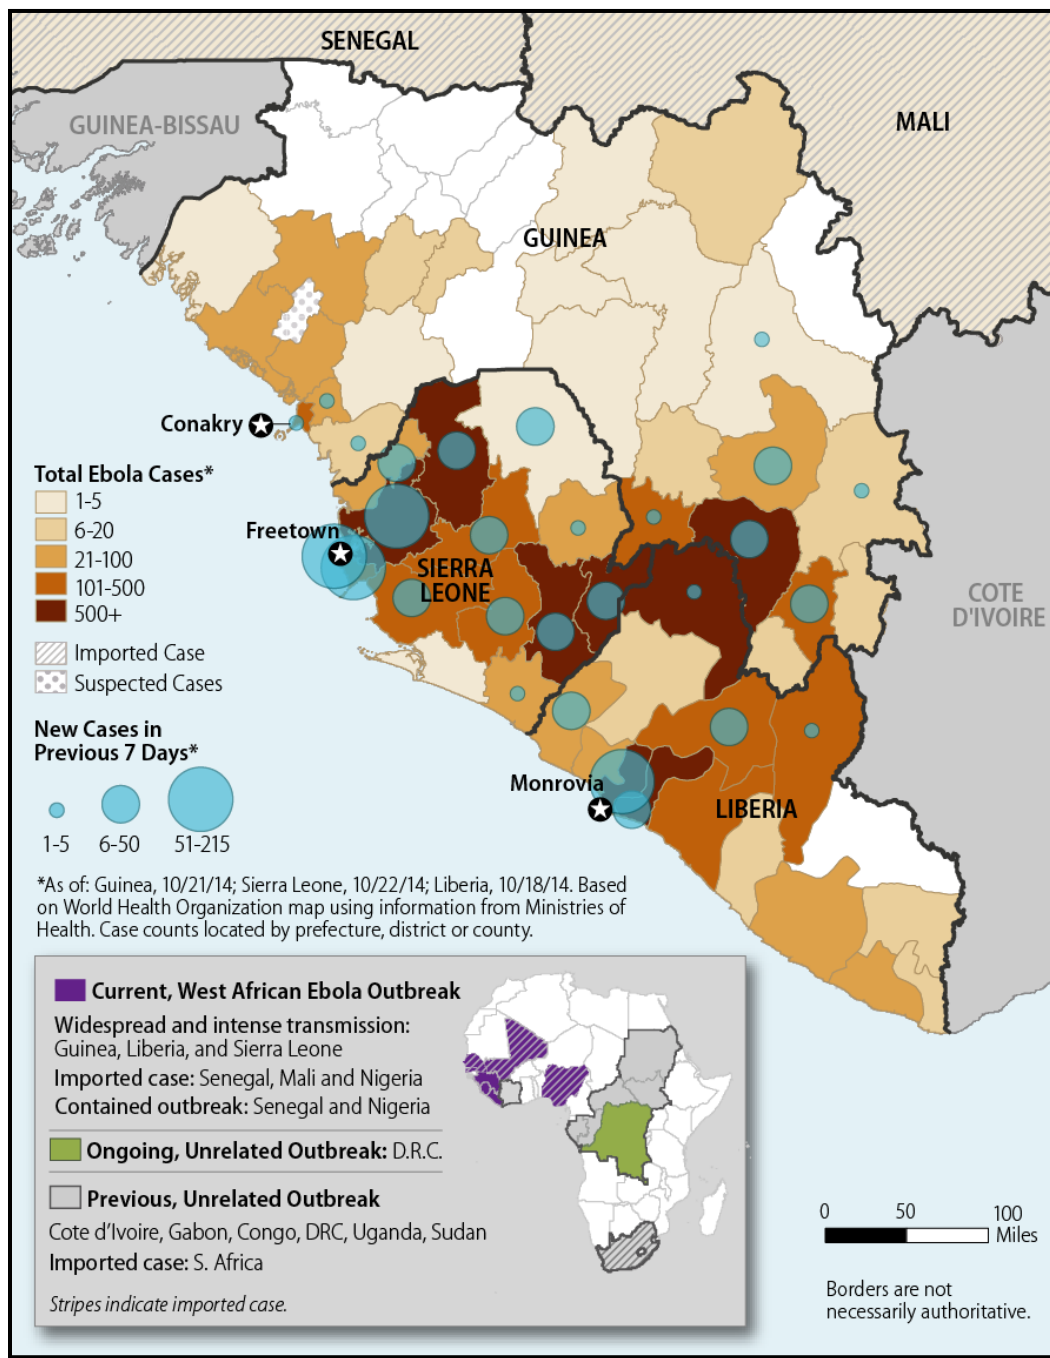 SENEGAL
MALI
GUINEA-BISSAU
GUINEA
Conakry
Total Ebola Cases*
1-5
6-20
21-100
101-500
500+
Imported Case
Suspected Cases
Freetown
SIERRA
LEONE
COTE
D'IVOIRE
New Cases in
Previous 7 Days*
1-5
6-50
51-215
Monrovia
LIBERIA
*As of: Guinea, 10/21/14; Sierra Leone, 10/22/14; Liberia, 10/18/14. Based
on World Health Organization map using information from Ministries of
Health. Case counts located by prefecture, district or county.
Current, West African Ebola Outbreak
Widespread and intense transmission:
Guinea, Liberia, and Sierra Leone
Imported case: Senegal, Mali and Nigeria
Contained outbreak: Senegal and Nigeria
Ongoing, Unrelated Outbreak: D.R.C.
Previous, Unrelated Outbreak
Cote d'Ivoire, Gabon, Congo, DRC, Uganda, Sudan
Imported case: S. Africa
Stripes indicate imported case.
0 50 100
Miles
Borders are not
necessarily authoritative.